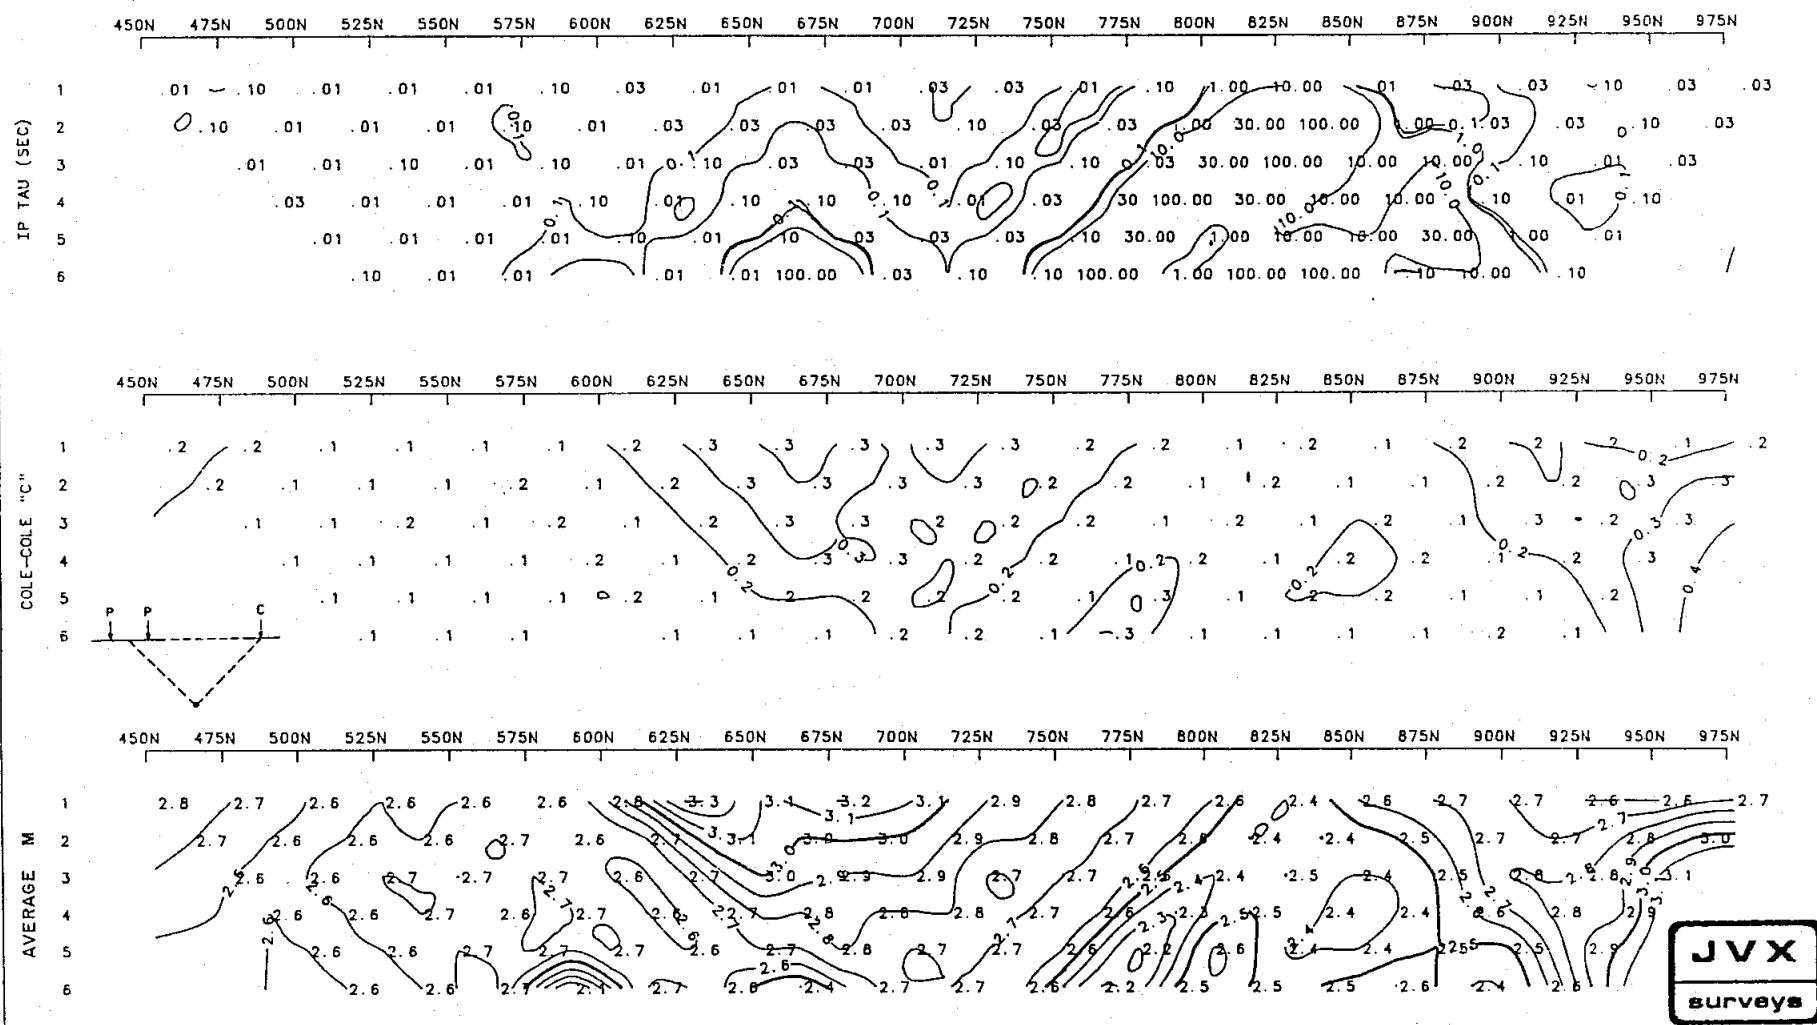 450N 475N 500N 525N 550N 575N 600N 625N 650N 675N 700N 725N 750N 775N 800N 825N 850N 875N 900N 925N 950N 975N
IP TAU (SEC)
1 .01 .10 .01 .01 .01 .10 .03 .01 .01 .01 .03 .03 .01 .10 1.00 10.00 .01 .03 .03 .10 .03 .03
2 .10 .01 .01 .01 .10 .01 .03 .03 .03 .03 .10 .03 1.00 30.00 100.00 0.1 .03 .03 .10 .03
3 .01 .01 .10 .01 .10 .01 .10 .03 .03 .01 .10 .10 .03 30.00 100.00 10.00 10.00 .10 .01 .03
4 .03 .01 .01 .01 .10 .01 .10 .10 .10 .01 .03 30 100.00 30.00 10.00 10.00 .10 .01 .10
5 .01 .01 .01 .01 .10 .01 .10 .03 .03 .03 .10 30.00 1.00 10.00 10.00 30.00 1.00 .01
6 .10 .01 .01 .01 .01 100.00 .03 .10 .10 100.00 1.00 100.00 100.00 .10 10.00 .10
450N 475N 500N 525N 550N 575N 600N 625N 650N 675N 700N 725N 750N 775N 800N 825N 850N 875N 900N 925N 950N 975N
COLE-COLE "C"
1 .2 .2 .1 .1 .1 .1 .2 .3 .3 .3 .3 .3 .2 .2 .1 .2 .1 .2 .2 .2 .1 .2
2 .2 .1 .1 .1 .2 .1 .2 .3 .3 .3 .3 .2 .2 .1 .2 .1 .1 .2 .2 .3 .3
3 .1 .1 .2 .1 .2 .1 .2 .3 .3 .2 .2 .2 .1 .2 .1 .2 .1 .3 .2 .3
4 .1 .1 .1 .1 .2 .1 .2 .3 .3 .2 .2 .1 .2 .1 .2 .2 .1 .2 .3
5 .1 .1 .1 .1 .2 .1 .2 .2 .2 .2 .1 .3 .1 .2 .2 .1 .1 .2
6 .1 .1 .1 .1 .1 .1 .2 .2 .1 .3 .1 .1 .1 .1 .2 .1
P P C
450N 475N 500N 525N 550N 575N 600N 625N 650N 675N 700N 725N 750N 775N 800N 825N 850N 875N 900N 925N 950N 975N
AVERAGE M
1 2.8 2.7 2.6 2.6 2.6 2.6 2.8 3.3 3.1 3.2 3.1 2.9 2.8 2.7 2.6 2.4 2.6 2.7 2.7 2.6 2.6 2.7
2 2.7 2.6 2.6 2.6 2.7 2.6 2.7 3.1 3.0 3.0 2.9 2.8 2.7 2.6 2.4 2.4 2.5 2.7 2.7 2.8 3.0
3 2.6 2.6 2.7 2.7 2.7 2.6 2.7 3.0 2.9 2.9 2.7 2.7 2.6 2.4 2.5 2.4 2.5 2.8 2.8 3.1
4 2.6 2.6 2.7 2.6 2.7 2.6 2.7 2.8 2.8 2.8 2.7 2.6 2.3 2.5 2.4 2.4 2.6 2.8 2.9
5 2.6 2.6 2.7 2.7 2.7 2.6 2.7 2.8 2.7 2.7 2.6 2.2 2.6 2.4 2.4 2.5 2.5 2.9
6 2.6 2.6 2.7 2.1 2.7 2.6 2.4 2.7 2.7 2.6 2.2 2.5 2.5 2.6 2.4 2.6
JVX
surveys